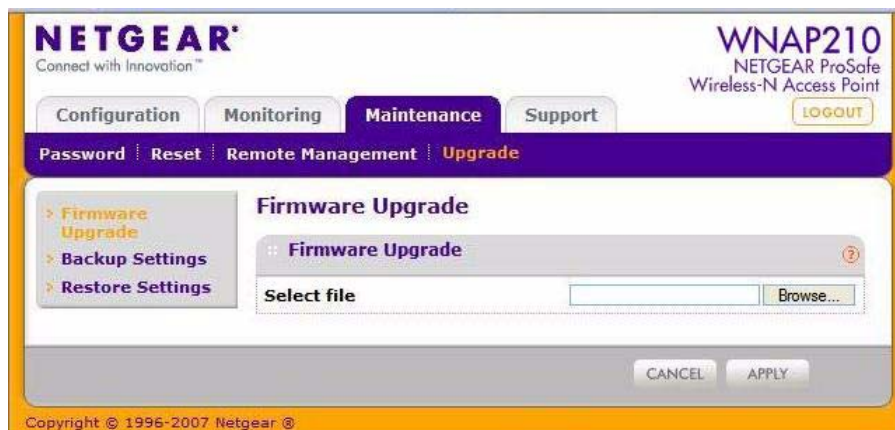 NETGEAR®
Connect with Innovation™
WNAP210
NETGEAR ProSafe
Wireless-N Access Point
LOGOUT
Configuration Monitoring Maintenance Support
Password Reset Remote Management Upgrade
Firmware
Upgrade
Backup Settings
Restore Settings
Firmware Upgrade
Firmware Upgrade ?
Select file Browse...
CANCEL APPLY
Copyright © 1996-2007 Netgear ®